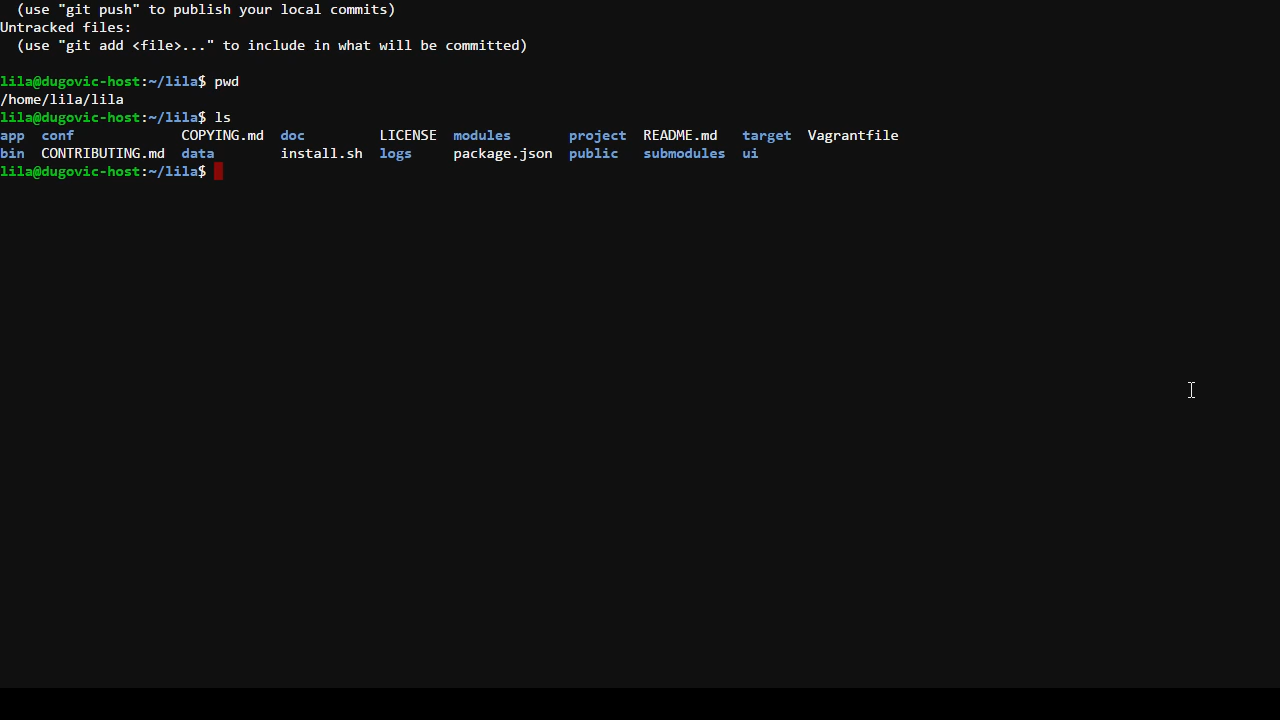 (use "git push" to publish your local commits)
Untracked files:
(use "git add <file>..." to include in what will be committed)
lila@dugovic-host:~/lila$ pwd
/home/lila/lila
lila@dugovic-host:~/lila$ ls
app conf COPYING.md doc LICENSE modules project README.md target Vagrantfile
bin CONTRIBUTING.md data install.sh logs package.json public submodules ui
lila@dugovic-host:~/lila$